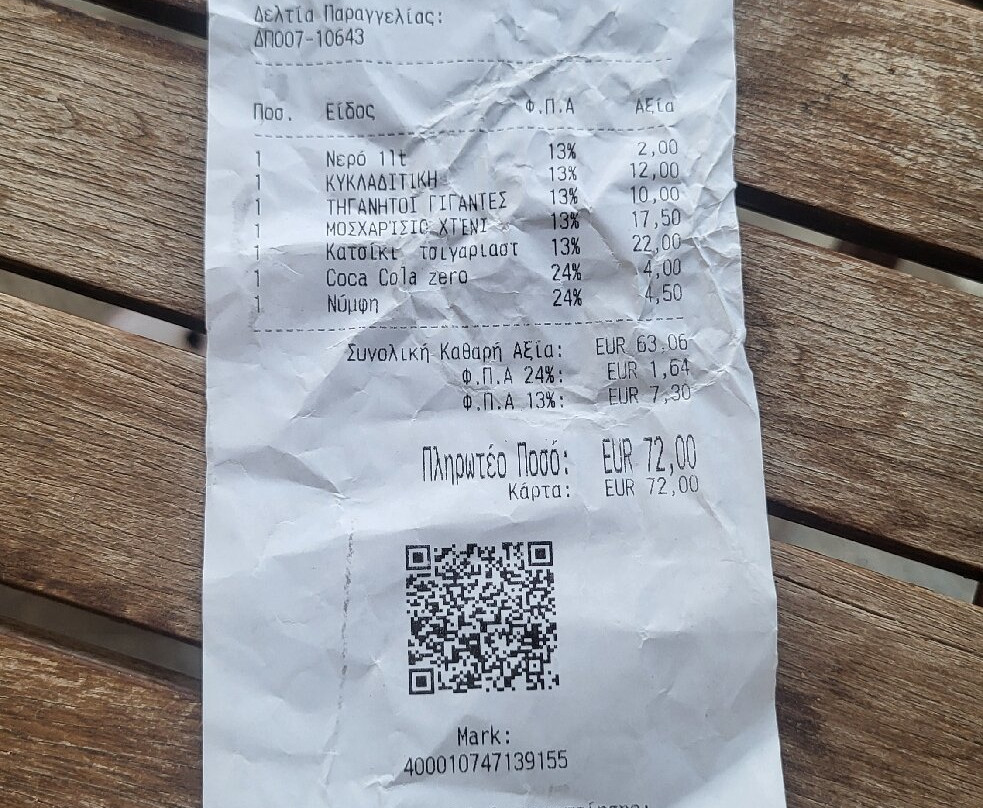 Δελτία Παραγγελίας:
ΔΠ007-10643
Ποσ. Είδος Φ.Π.Α Αξία
1 Νερό 1lt 13% 2,00
1 ΚΥΚΛΑΔΙΤΙΚΗ 13% 12,00
1 ΤΗΓΑΝΗΤΟΙ ΓΙΓΑΝΤΕΣ 13% 10,00
1 ΜΟΣΧΑΡΙΣΙΟ ΧΤΕΝΙ 13% 17,50
1 Κατσίκι τσιγαριαστ 13% 22,00
1 Coca Cola zero 24% 4,00
1 Νύμφη 24% 4,50
Συνολική Καθαρή Αξία: EUR 63,06
Φ.Π.Α 24%: EUR 1,64
Φ.Π.Α 13%: EUR 7,30
Πληρωτέο Ποσό: EUR 72,00
Κάρτα: EUR 72,00
Mark:
400010747139155